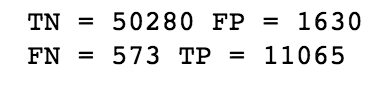 TN = 50280 FP = 1630
FN = 573 TP = 11065